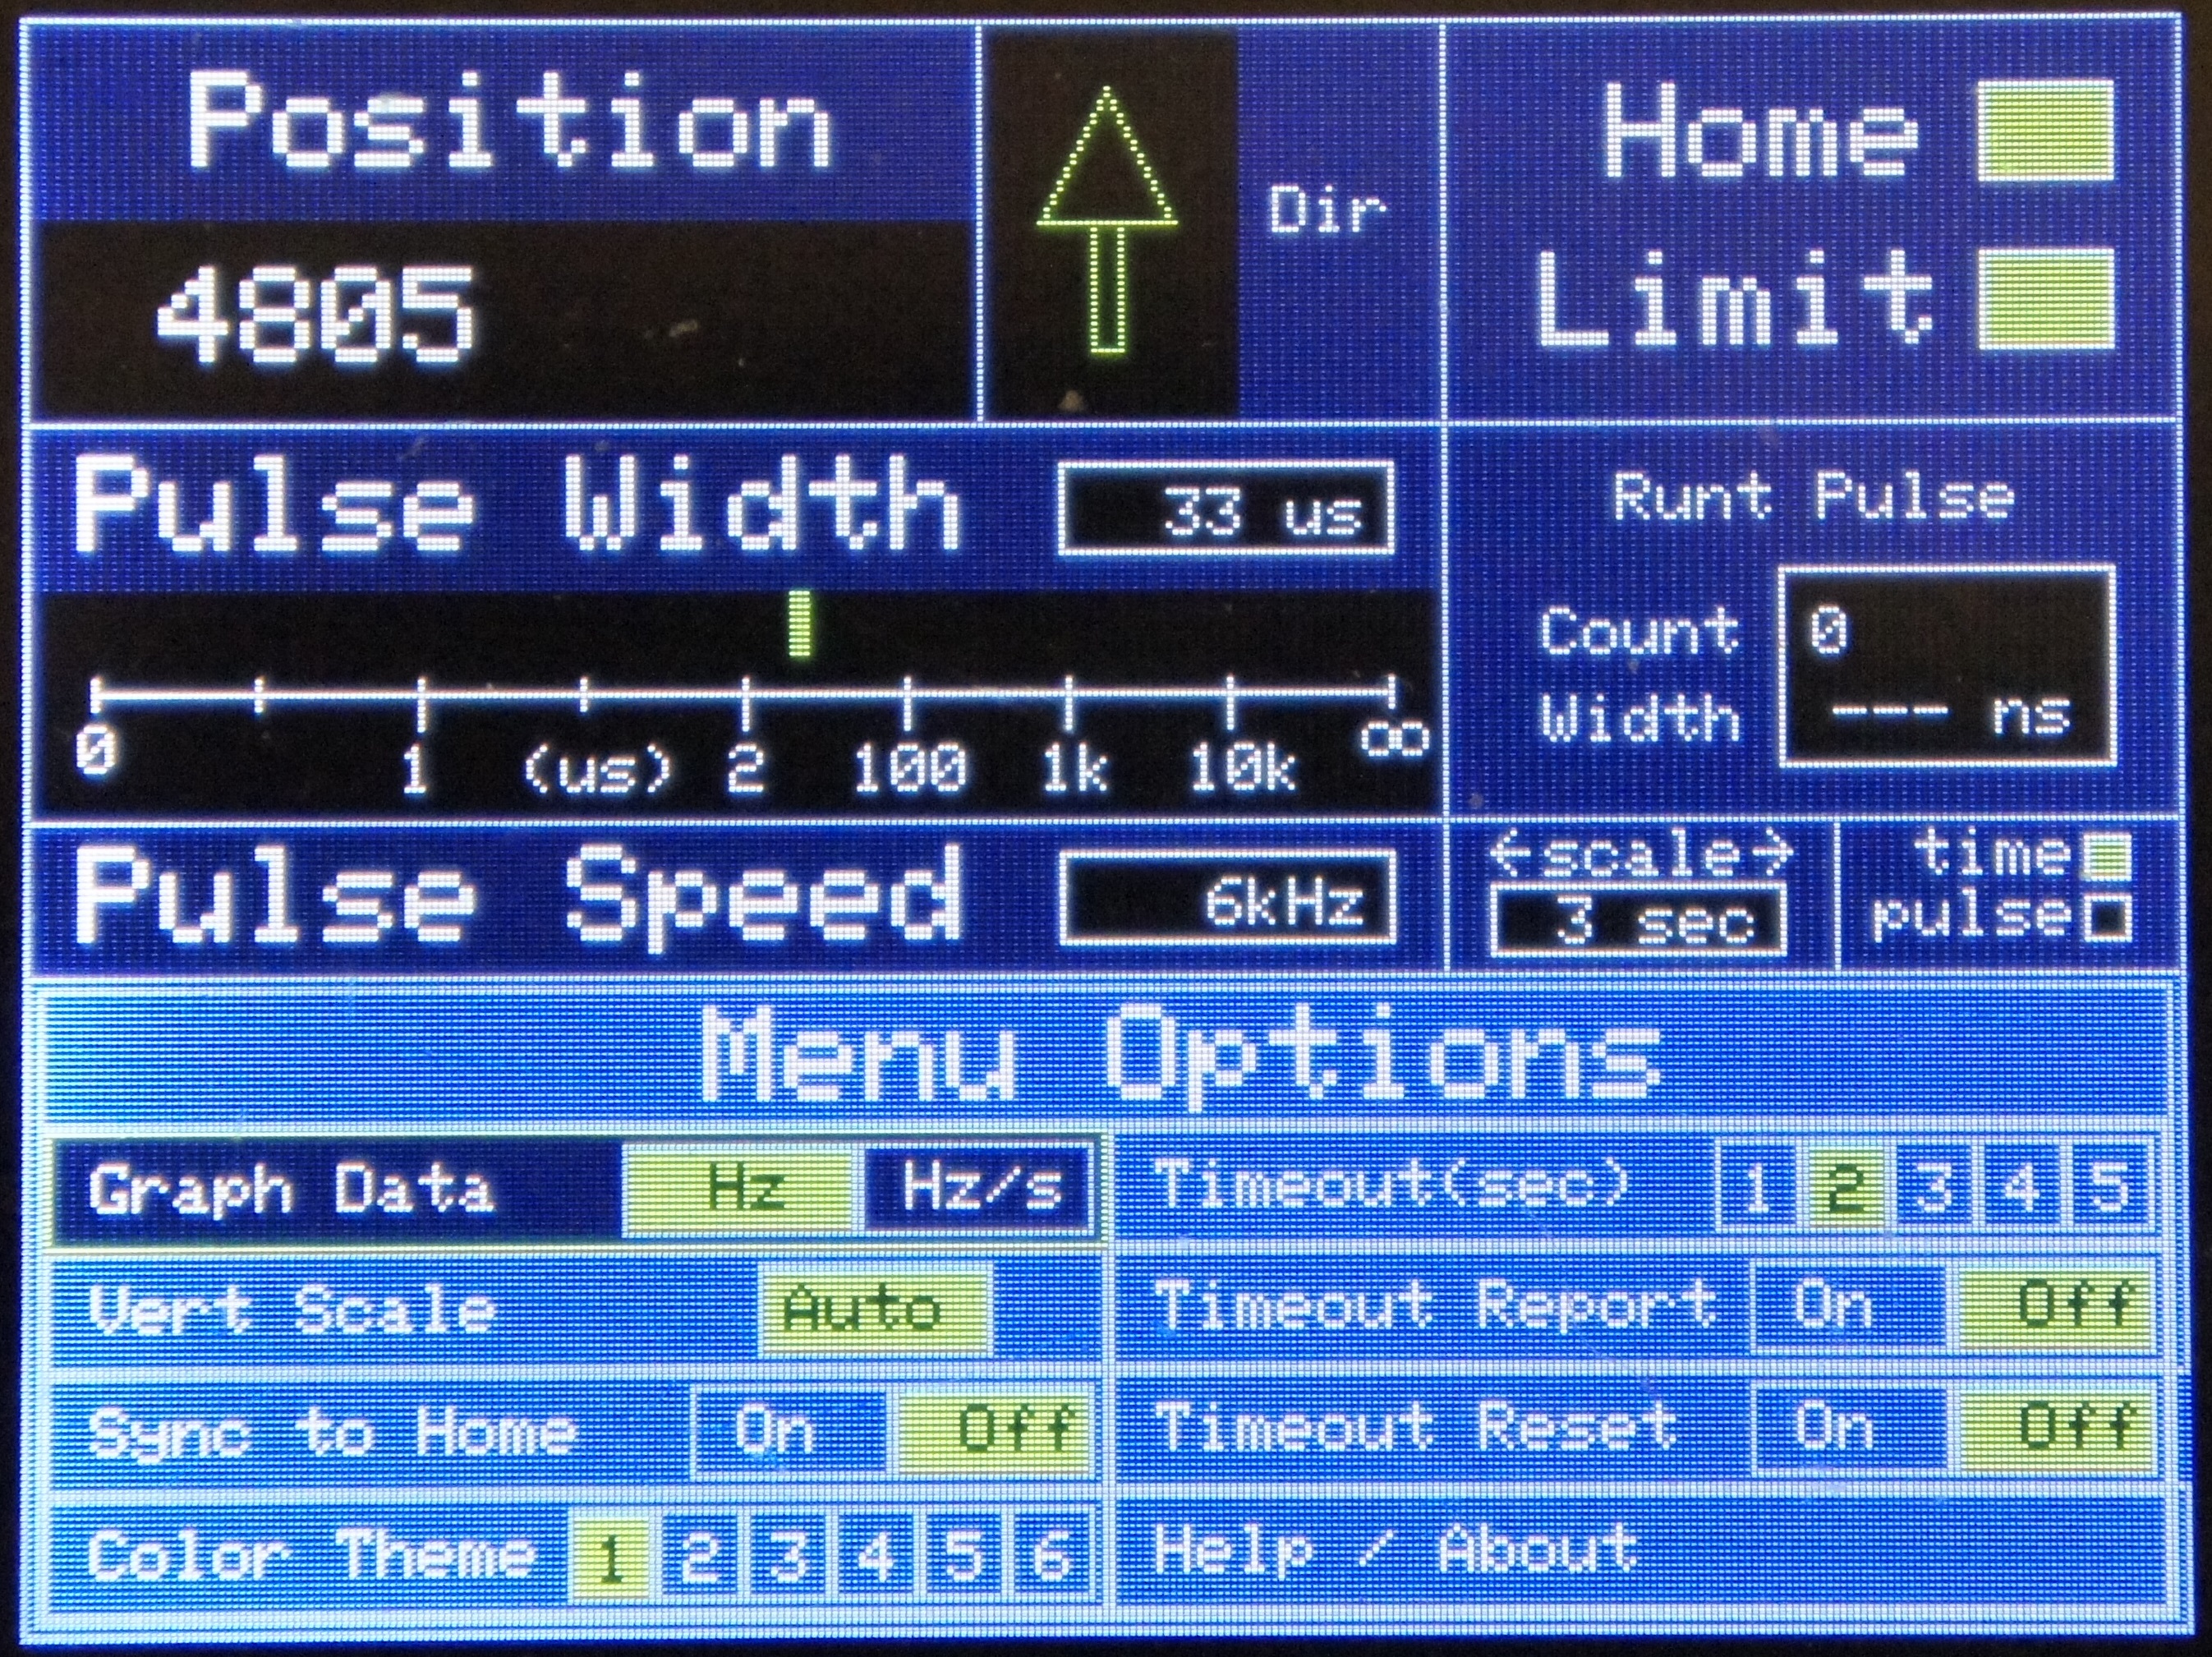 Position
4805
Dir
Home
Limit
Pulse Width
33 us
0 1 (us) 2 100 1k 10k ∞
Runt Pulse
Count 0
Width ---- ns
Pulse Speed
6kHz
←scale→
3 sec
time
pulse
Menu Options
Graph Data Hz Hz/s
Timeout(sec) 1 2 3 4 5
Vert Scale Auto
Timeout Report On Off
Sync to Home On Off
Timeout Reset On Off
Color Theme 1 2 3 4 5 6
Help / About